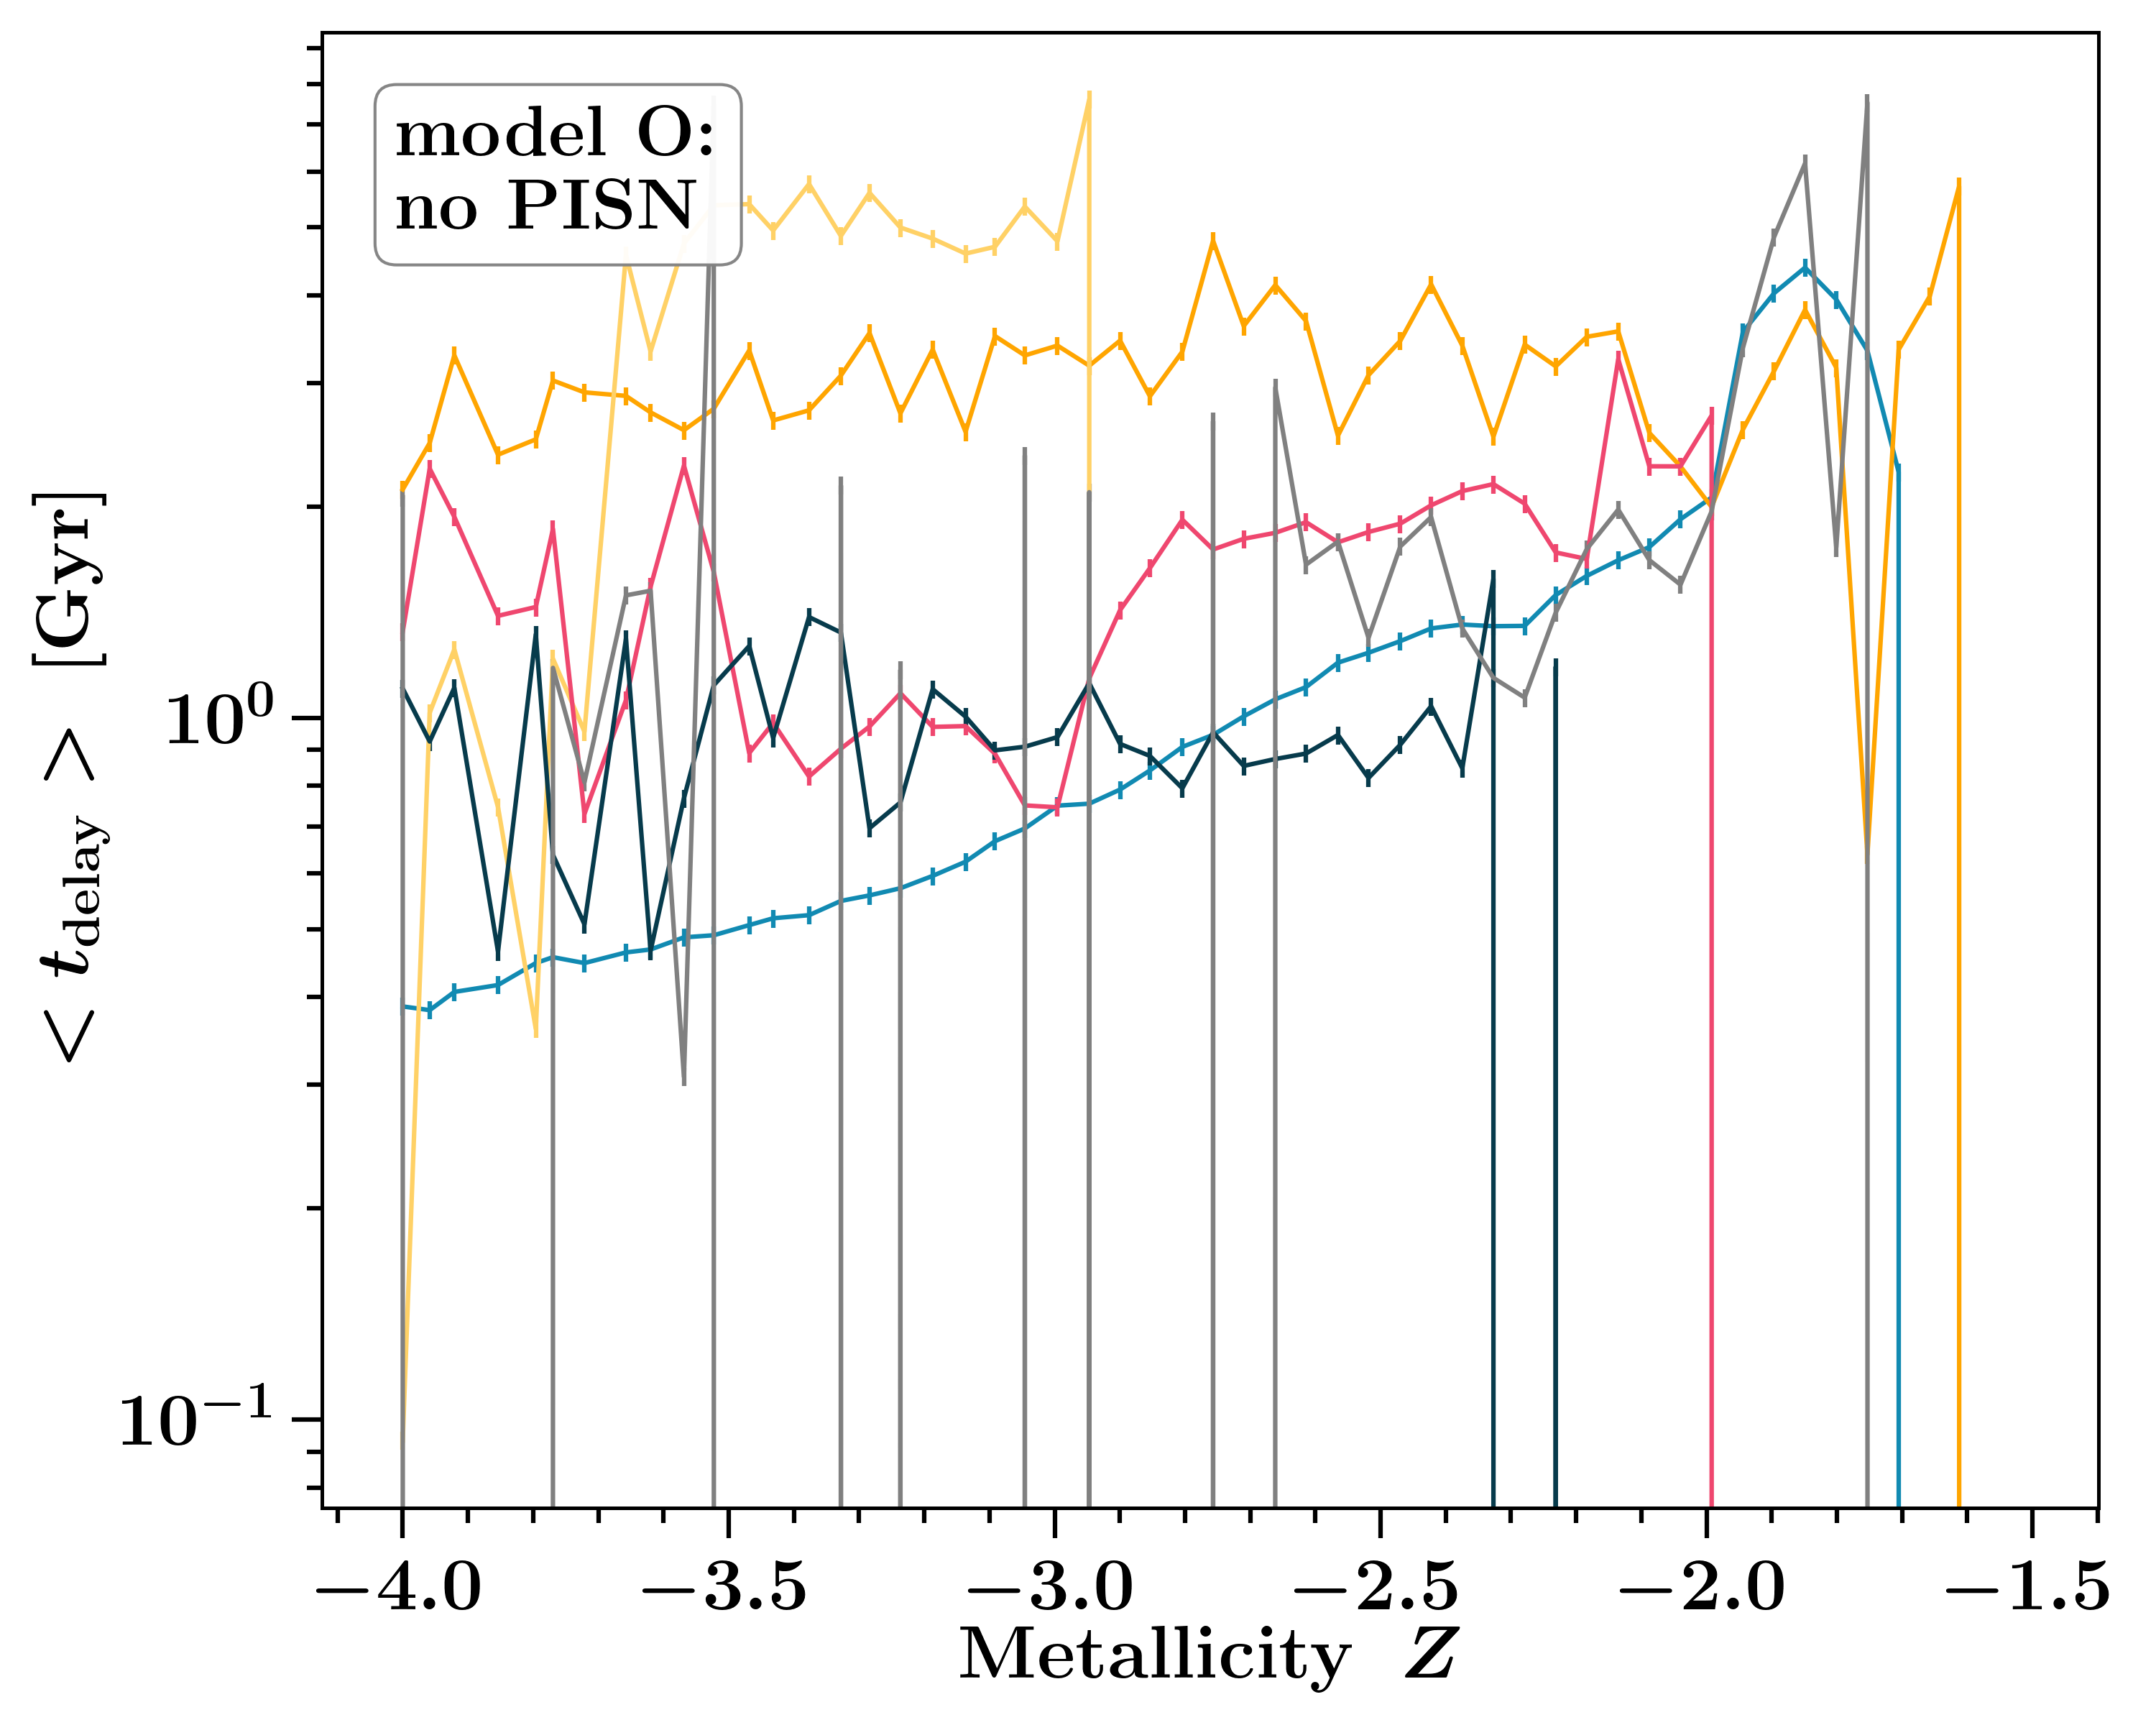 model O:
no PISN
< t_delay > [Gyr]
10^0
10^−1
−4.0 −3.5 −3.0 −2.5 −2.0 −1.5
Metallicity Z